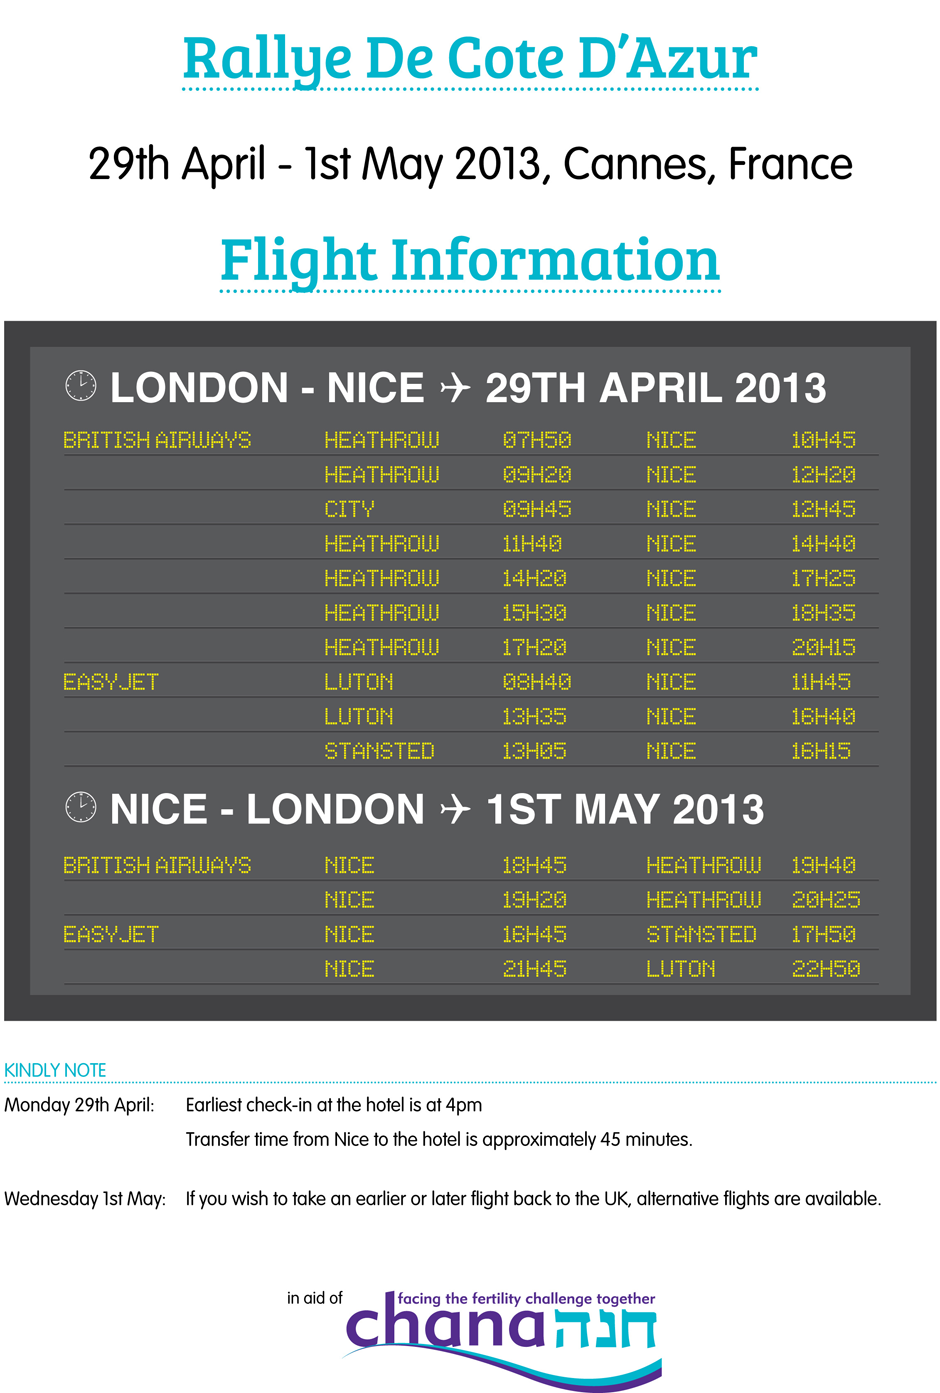 Rallye De Cote D'Azur
29th April - 1st May 2013, Cannes, France
Flight Information
LONDON - NICE ✈ 29TH APRIL 2013
BRITISH AIRWAYS HEATHROW 07H50 NICE 10H45
HEATHROW 09H20 NICE 12H20
CITY 09H45 NICE 12H45
HEATHROW 11H40 NICE 14H40
HEATHROW 14H20 NICE 17H25
HEATHROW 15H30 NICE 18H35
HEATHROW 17H20 NICE 20H15
EASYJET LUTON 08H40 NICE 11H45
LUTON 13H35 NICE 16H40
STANSTED 13H05 NICE 16H15
NICE - LONDON ✈ 1ST MAY 2013
BRITISH AIRWAYS NICE 18H45 HEATHROW 19H40
NICE 19H20 HEATHROW 20H25
EASYJET NICE 16H45 STANSTED 17H50
NICE 21H45 LUTON 22H50
KINDLY NOTE
Monday 29th April: Earliest check-in at the hotel is at 4pm
Transfer time from Nice to the hotel is approximately 45 minutes.
Wednesday 1st May: If you wish to take an earlier or later flight back to the UK, alternative flights are available.
in aid of facing the fertility challenge together
chana חנה